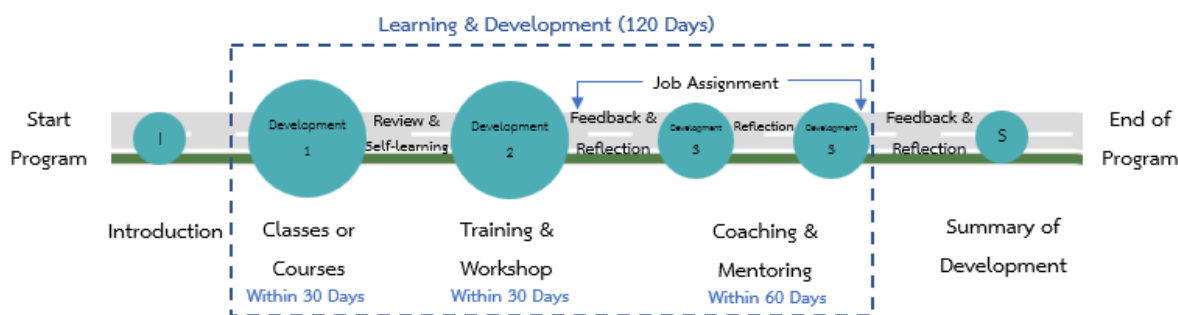 Learning & Development (120 Days)
Job Assignment
Start
Program
I
Development
1
Review &
Self-learning
Development
2
Feedback &
Reflection
Development
3
Reflection
Development
3
Feedback &
Reflection
S
End of
Program
Introduction
Classes or
Courses
Within 30 Days
Training &
Workshop
Within 30 Days
Coaching &
Mentoring
Within 60 Days
Summary of
Development